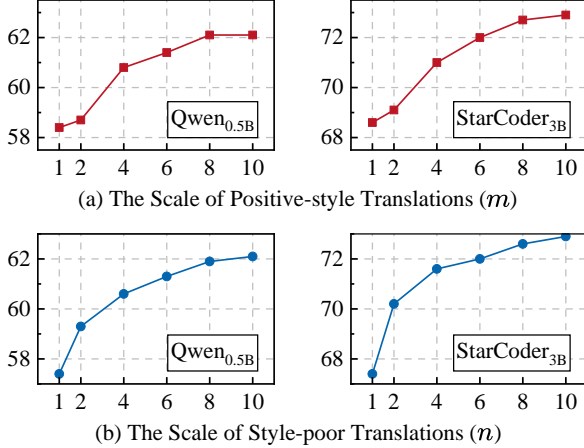 62
60
58
Qwen0.5B
1 2 4 6 8 10
72
70
68
StarCoder3B
1 2 4 6 8 10
(a) The Scale of Positive-style Translations (m)
62
60
58
Qwen0.5B
1 2 4 6 8 10
72
70
68
StarCoder3B
1 2 4 6 8 10
(b) The Scale of Style-poor Translations (n)